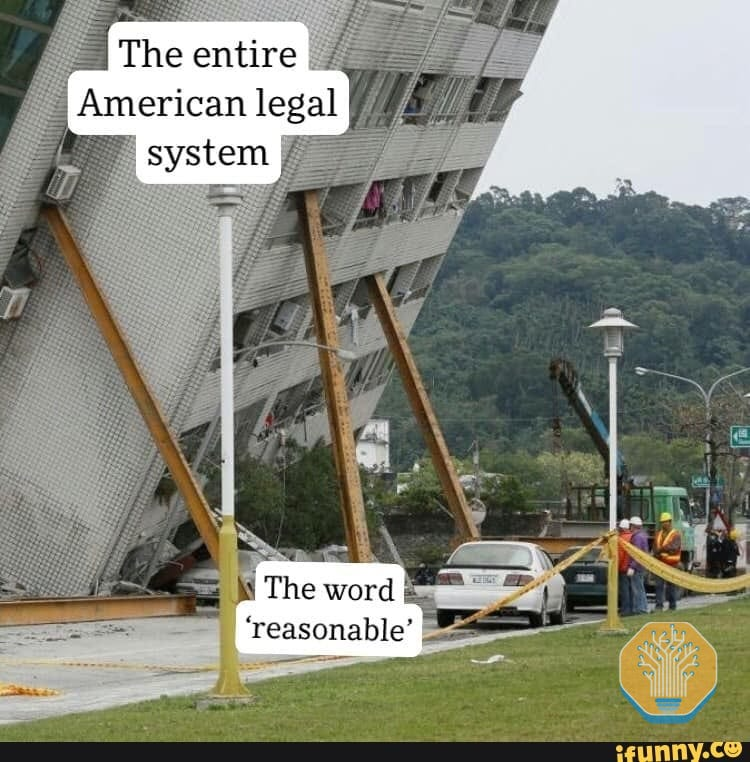 The entire
American legal
system
The word
‘reasonable’
ifunny.co